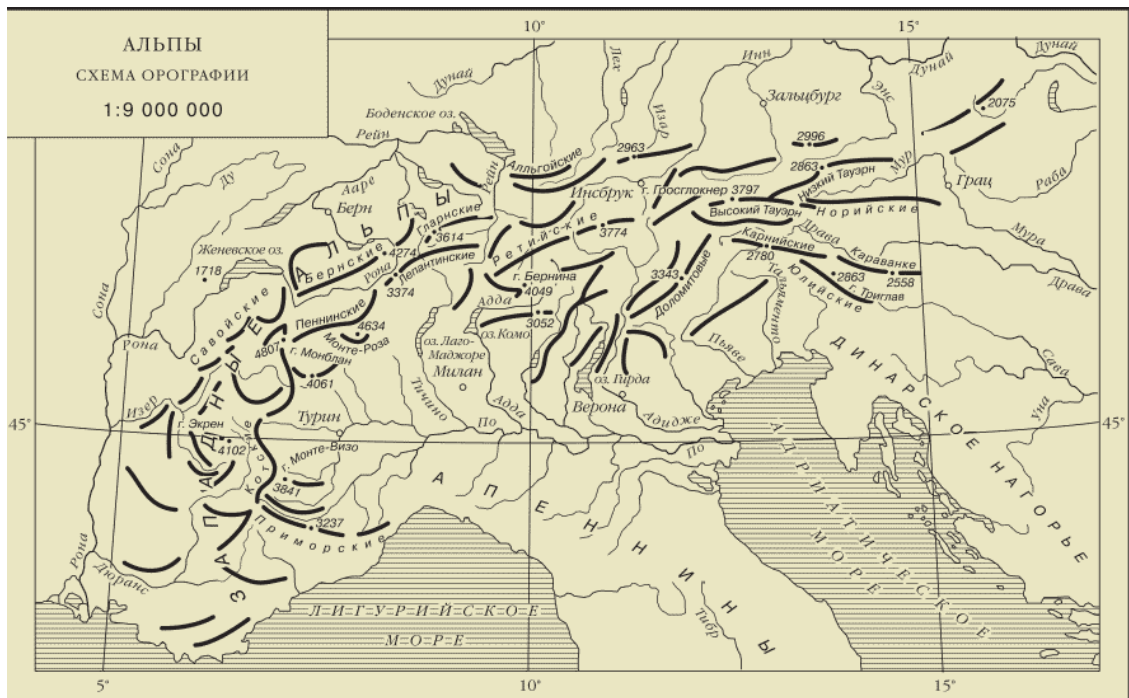 АЛЬПЫ
СХЕМА ОРОГРАФИИ
1:9 000 000
10°
15°
Дунай
Дунай
Дунай
Лех
Инн
Изар
Энс
Зальцбург
Боденское оз.
Рейн
Сона
Ду
Ааре
Берн
Рейн
2963
Алльгойские
2996
2863
2075
Низкий Тауэрн
Мур
Грац
Раба
Инсбрук
г. Гросглокнер 3797
Высокий Тауэрн
Норийские
АЛЬПЫ
Гларнские
3614
Ретийские
3774
Женевское оз.
1718
Бернские
4274
Рона
Лепантинские
3374
г. Бернина
4049
Адда
3052
оз. Комо
3343
Доломитовые
Карнийские
2780
Драва
Караванке
2558
2863
г. Триглав
Юлийские
Тальяменто
Мура
Драва
Сона
Рона
Савойские
Пеннинские
4634
Монте-Роза
4807
г. Монблан
4061
оз. Лаго-
Маджоре
Милан
Тичино
Адда
оз. Гирда
Верона
Адидже
Пьяве
Сава
Уна
ДИНАРСКОЕ НАГОРЬЕ
45°
45°
Изер
г. Экрен
4102
Турин
По
По
Котские
г. Монте-Визо
3841
Приморские
3237
ЗАПАДНЫЕ
Рона
Дюранс
АПЕННИНЫ
АДРИАТИЧЕСКОЕ
МОРЕ
ЛИГУРИЙСКОЕ
МОРЕ
Тибр
5°
10°
15°